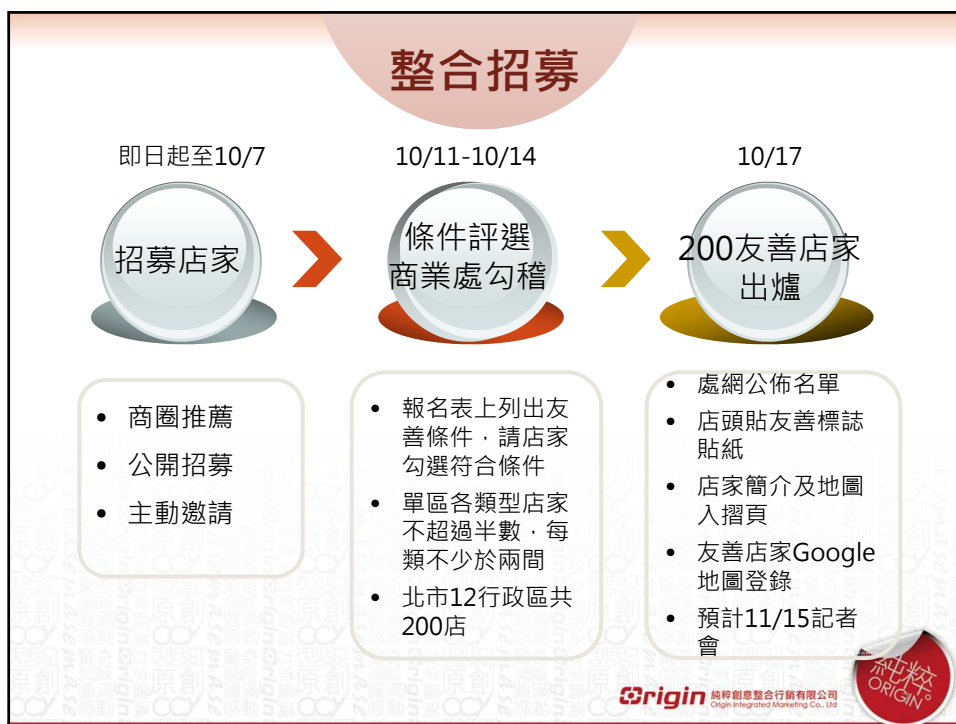 整合招募
即日起至10/7
招募店家
• 商圈推薦
• 公開招募
• 主動邀請
10/11-10/14
條件評選
商業處勾稽
• 報名表上列出友
善條件，請店家
勾選符合條件
• 單區各類型店家
不超過半數，每
類不少於兩間
• 北市12行政區共
200店
10/17
200友善店家
出爐
• 處網公佈名單
• 店頭貼友善標誌
貼紙
• 店家簡介及地圖
入摺頁
• 友善店家Google
地圖登錄
• 預計11/15記者
會
Origin 純粹創意整合行銷有限公司
Origin Integrated Marketing Co., Ltd
純粹
ORIGIN